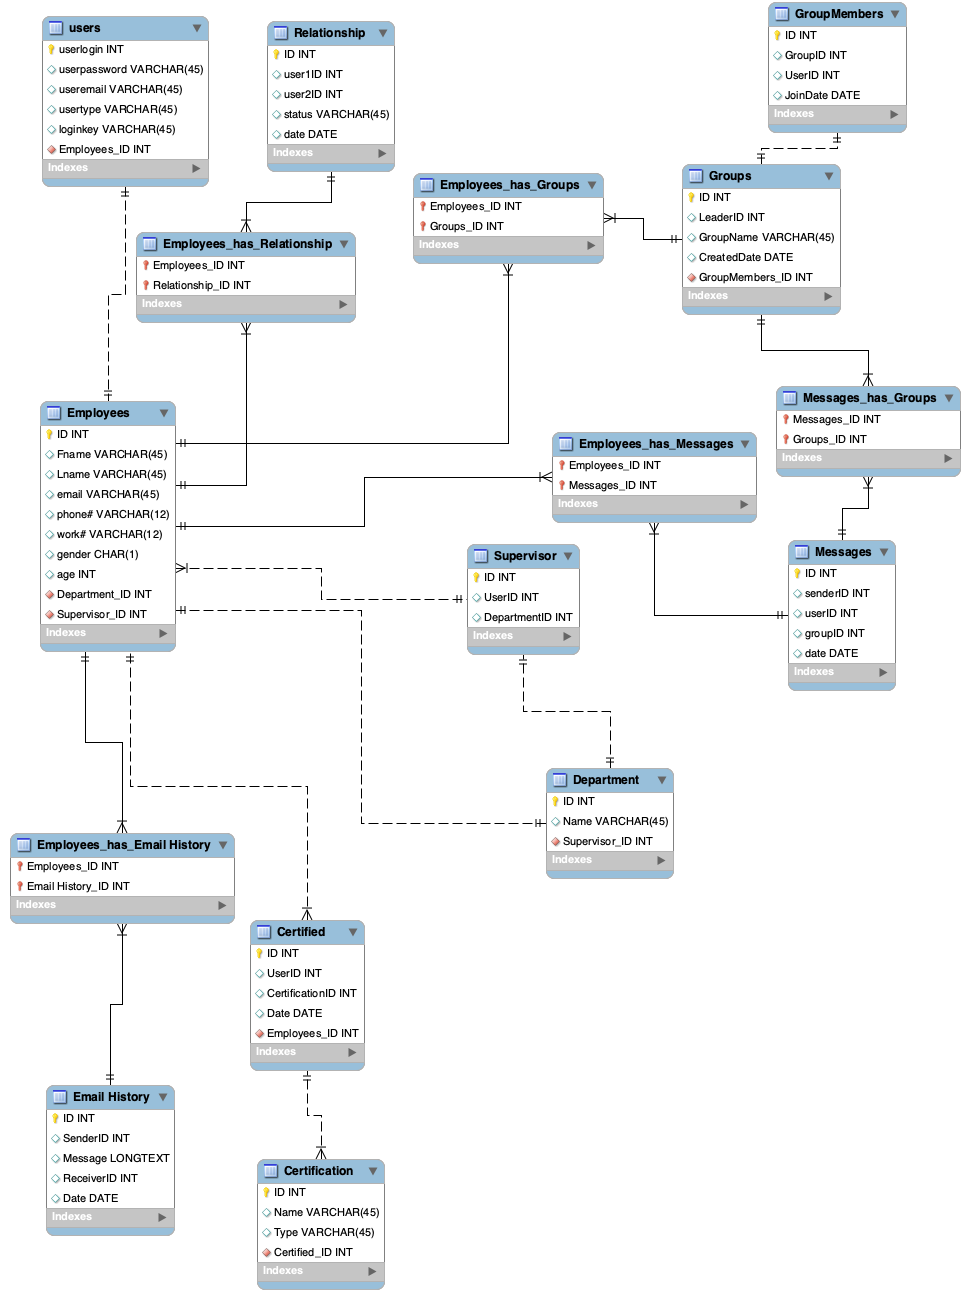 users
userlogin INT
userpassword VARCHAR(45)
useremail VARCHAR(45)
usertype VARCHAR(45)
loginkey VARCHAR(45)
Employees_ID INT
Indexes
Relationship
ID INT
user1ID INT
user2ID INT
status VARCHAR(45)
date DATE
Indexes
GroupMembers
ID INT
GroupID INT
UserID INT
JoinDate DATE
Indexes
Employees_has_Groups
Employees_ID INT
Groups_ID INT
Indexes
Groups
ID INT
LeaderID INT
GroupName VARCHAR(45)
CreatedDate DATE
GroupMembers_ID INT
Indexes
Employees_has_Relationship
Employees_ID INT
Relationship_ID INT
Indexes
Employees
ID INT
Fname VARCHAR(45)
Lname VARCHAR(45)
email VARCHAR(45)
phone# VARCHAR(12)
work# VARCHAR(12)
gender CHAR(1)
age INT
Department_ID INT
Supervisor_ID INT
Indexes
Messages_has_Groups
Messages_ID INT
Groups_ID INT
Indexes
Employees_has_Messages
Employees_ID INT
Messages_ID INT
Indexes
Supervisor
ID INT
UserID INT
DepartmentID INT
Indexes
Messages
ID INT
senderID INT
userID INT
groupID INT
date DATE
Indexes
Department
ID INT
Name VARCHAR(45)
Supervisor_ID INT
Indexes
Employees_has_Email History
Employees_ID INT
Email History_ID INT
Indexes
Certified
ID INT
UserID INT
CertificationID INT
Date DATE
Employees_ID INT
Indexes
Email History
ID INT
SenderID INT
Message LONGTEXT
ReceiverID INT
Date DATE
Indexes
Certification
ID INT
Name VARCHAR(45)
Type VARCHAR(45)
Certified_ID INT
Indexes